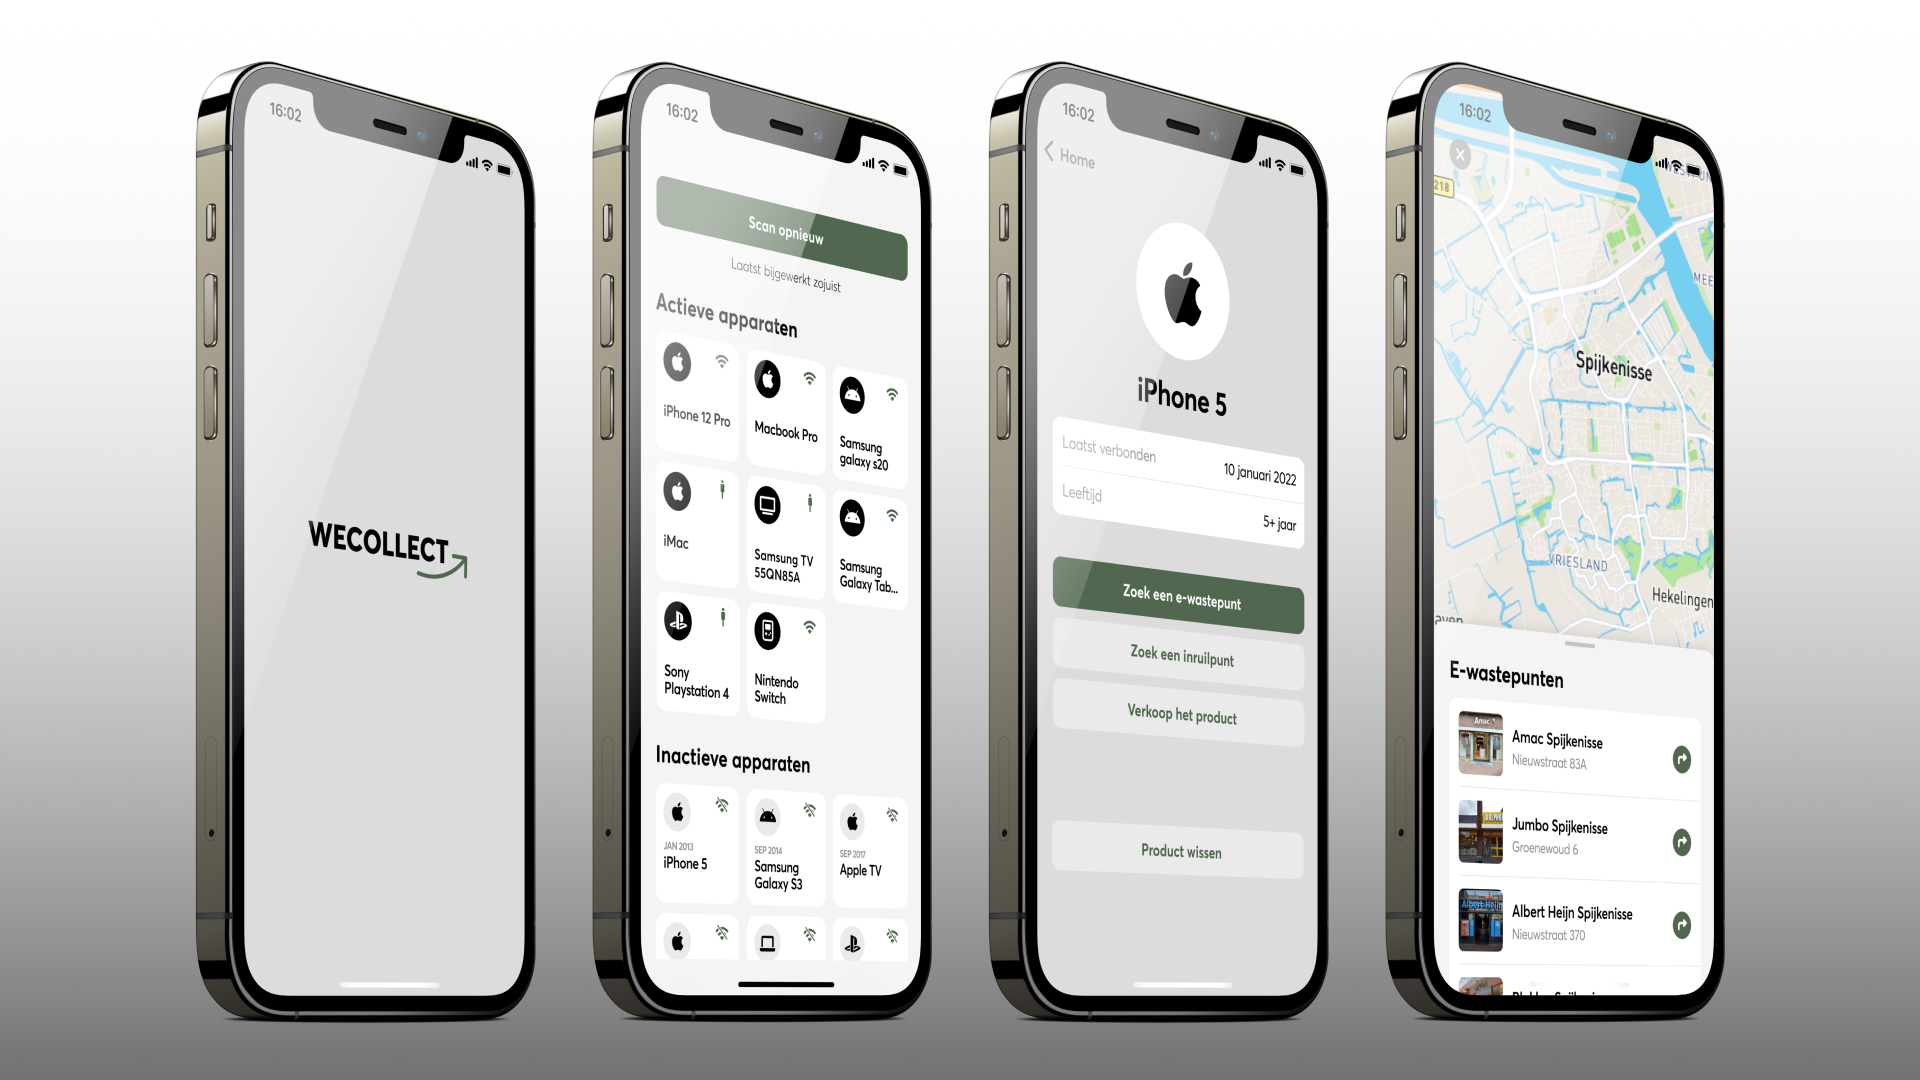 16:02
WECOLLECT
16:02
Scan opnieuw
Laatst bijgewerkt zojuist
Actieve apparaten
iPhone 12 Pro
Macbook Pro
Samsung
galaxy s20
iMac
Samsung TV
55QN85A
Samsung
Galaxy Tab...
Sony
Playstation 4
Nintendo
Switch
Inactieve apparaten
JAN 2013
iPhone 5
SEP 2014
Samsung
Galaxy S3
SEP 2017
Apple TV
16:02
Home
iPhone 5
Laatst verbonden
10 januari 2022
Leeftijd
5+ jaar
Zoek een e-wastepunt
Zoek een inruilpunt
Verkoop het product
Product wissen
16:02
218
MEE
Spijkenisse
VRIESLAND
Hekelingen
aven
E-wastepunten
Amac
Amac Spijkenisse
Nieuwstraat 83A
JUM
Jumbo Spijkenisse
Groenewoud 6
Albert Heijn
Albert Heijn Spijkenisse
Nieuwstraat 370